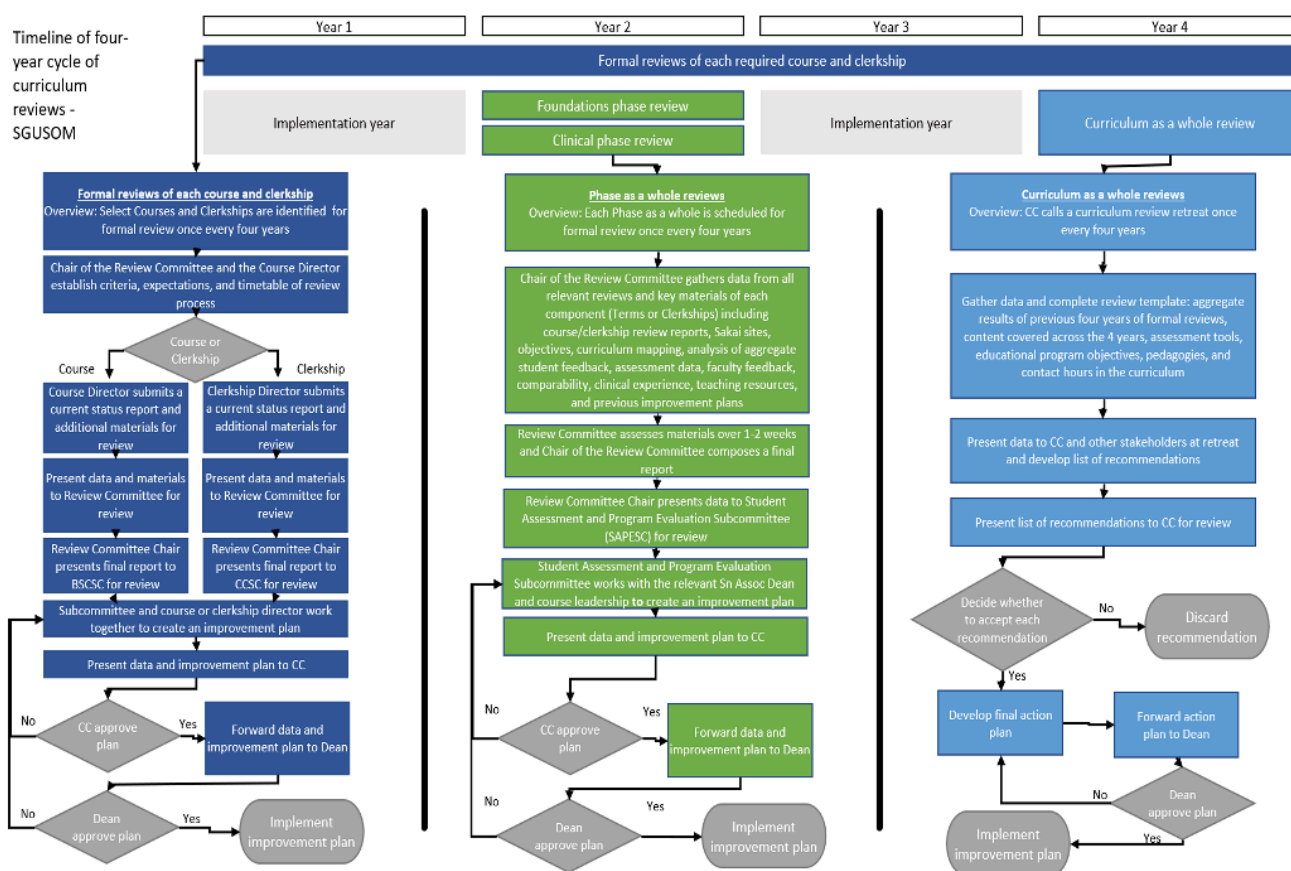 Timeline of four-
year cycle of
curriculum
reviews -
SGUSOM
Year 1
Year 2
Year 3
Year 4
Formal reviews of each required course and clerkship
Implementation year
Foundations phase review
Clinical phase review
Implementation year
Curriculum as a whole review
Formal reviews of each course and clerkship
Overview: Select Courses and Clerkships are identified for
formal review once every four years
Chair of the Review Committee and the Course Director
establish criteria, expectations, and timetable of review
process
Course or
Clerkship
Course
Clerkship
Course Director submits a
current status report and
additional materials for
review
Clerkship Director submits
a current status report and
additional materials for
review
Present data and materials
to Review Committee for
review
Present data and materials
to Review Committee for
review
Review Committee Chair
presents final report to
BSCSC for review
Review Committee Chair
presents final report to
CCSC for review
Subcommittee and course or clerkship director work
together to create an improvement plan
Present data and improvement plan to CC
No
CC approve
plan
Yes
Forward data and
improvement plan to Dean
No
Dean
approve plan
Yes
Implement
improvement plan
Phase as a whole reviews
Overview: Each Phase as a whole is scheduled for
formal review once every four years
Chair of the Review Committee gathers data from all
relevant reviews and key materials of each
component (Terms or Clerkships) including
course/clerkship review reports, Sakai sites,
objectives, curriculum mapping, analysis of aggregate
student feedback, assessment data, faculty feedback,
comparability, clinical experience, teaching resources,
and previous improvement plans
Review Committee assesses materials over 1-2 weeks
and Chair of the Review Committee composes a final
report
Review Committee Chair presents data to Student
Assessment and Program Evaluation Subcommittee
(SAPESC) for review
Student Assessment and Program Evaluation
Subcommittee works with the relevant Sn Assoc Dean
and course leadership to create an improvement plan
Present data and improvement plan to CC
No
CC approve
plan
Yes
Forward data and
improvement plan to Dean
No
Dean
approve plan
Yes
Implement
improvement plan
Curriculum as a whole reviews
Overview: CC calls a curriculum review retreat once
every four years
Gather data and complete review template: aggregate
results of previous four years of formal reviews,
content covered across the 4 years, assessment tools,
educational program objectives, pedagogies, and
contact hours in the curriculum
Present data to CC and other stakeholders at retreat
and develop list of recommendations
Present list of recommendations to CC for review
Decide whether
to accept each
recommendation
No
Discard
recommendation
Yes
Develop final action
plan
Forward action
plan to Dean
No
Dean
approve plan
Yes
Implement
improvement plan